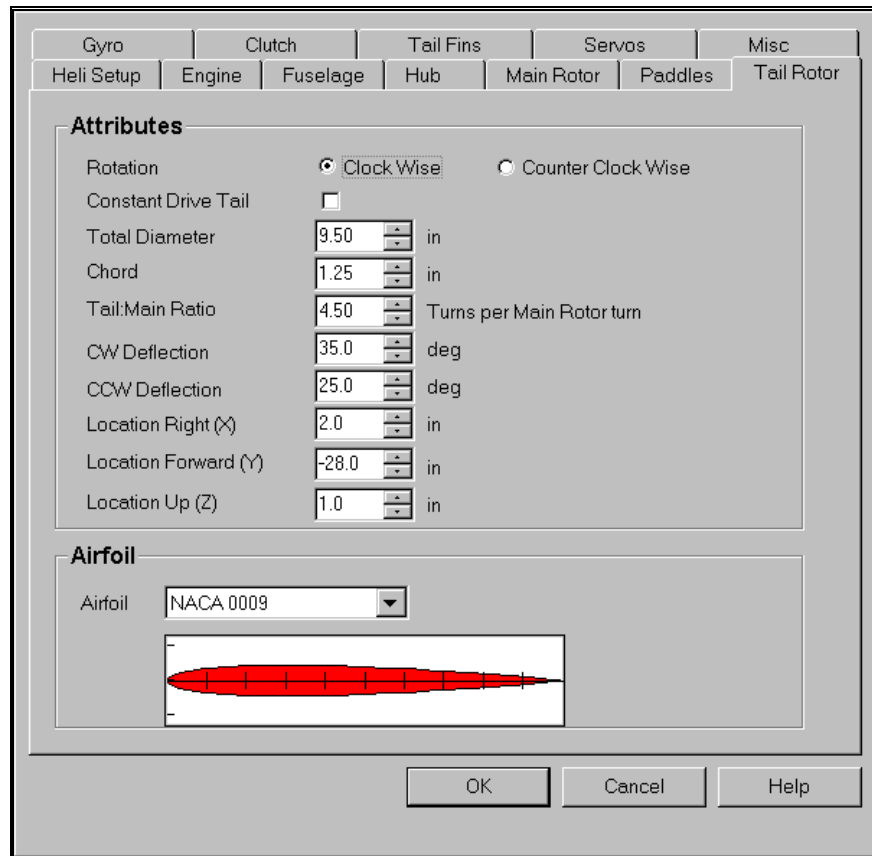 Gyro Clutch Tail Fins Servos Misc
Heli Setup Engine Fuselage Hub Main Rotor Paddles Tail Rotor
Attributes
Rotation Clock Wise Counter Clock Wise
Constant Drive Tail
Total Diameter 9.50 in
Chord 1.25 in
Tail:Main Ratio 4.50 Turns per Main Rotor turn
CW Deflection 35.0 deg
CCW Deflection 25.0 deg
Location Right (X) 2.0 in
Location Forward (Y) -28.0 in
Location Up (Z) 1.0 in
Airfoil
Airfoil NACA 0009
OK Cancel Help